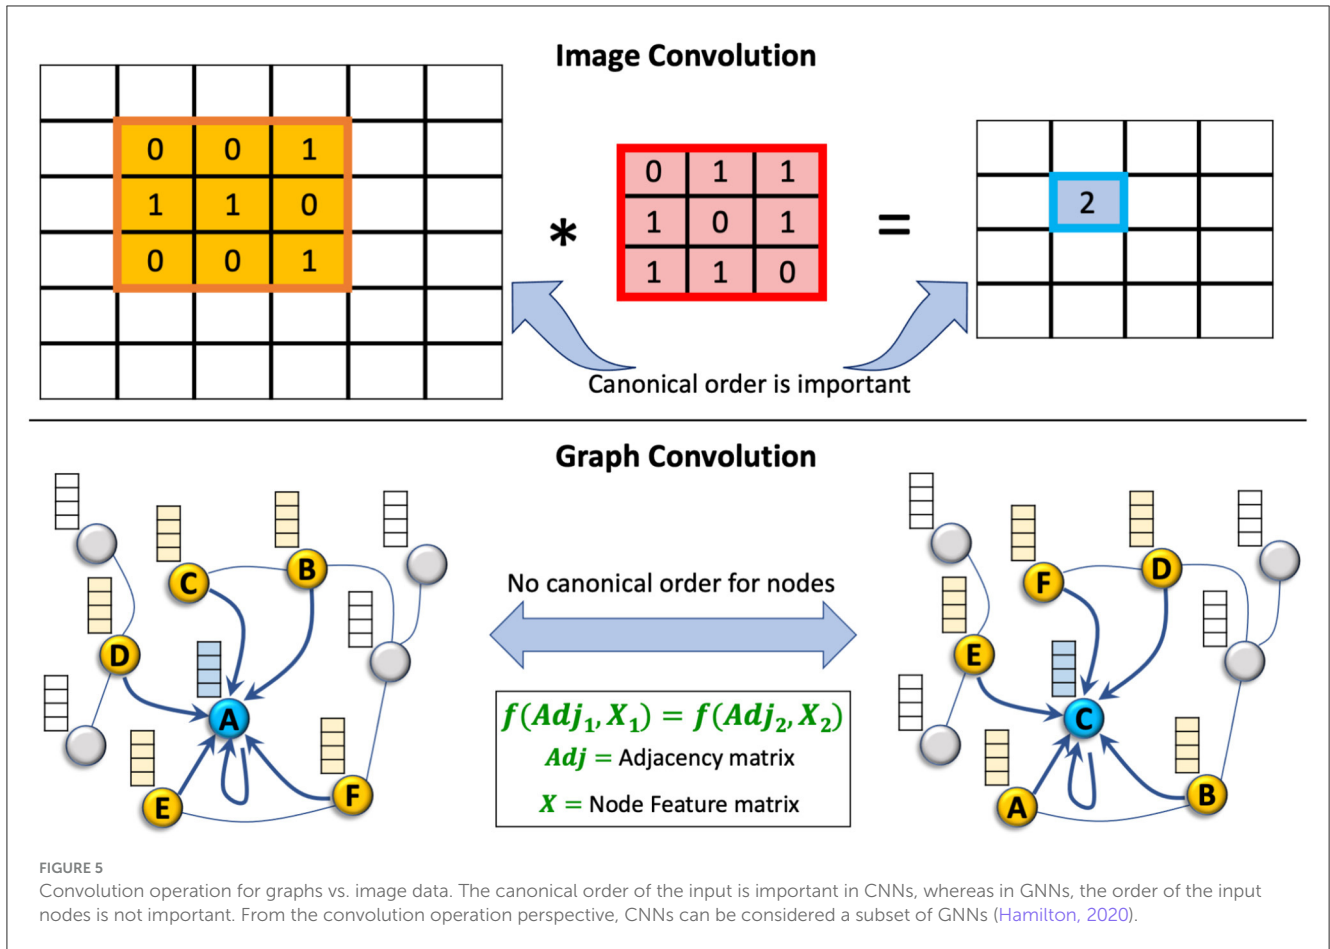 Image Convolution
0 0 1
1 1 0
0 0 1
*
0 1 1
1 0 1
1 1 0
=
2
Canonical order is important
Graph Convolution
C
B
D
A
E
F
No canonical order for nodes
f(Adj₁, X₁) = f(Adj₂, X₂)
Adj = Adjacency matrix
X = Node Feature matrix
F
D
E
C
A
B
FIGURE 5
Convolution operation for graphs vs. image data. The canonical order of the input is important in CNNs, whereas in GNNs, the order of the input
nodes is not important. From the convolution operation perspective, CNNs can be considered a subset of GNNs (Hamilton, 2020).